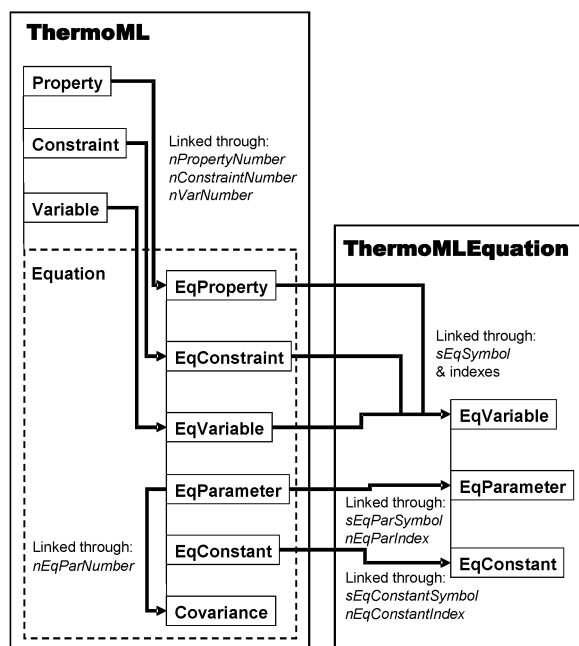 ThermoML
Property
Constraint
Variable
Linked through:
nPropertyNumber
nConstraintNumber
nVarNumber
Equation
EqProperty
EqConstraint
EqVariable
EqParameter
EqConstant
Covariance
Linked through:
nEqParNumber
ThermoMLEquation
Linked through:
sEqSymbol
& indexes
EqVariable
EqParameter
Linked through:
sEqParSymbol
nEqParIndex
EqConstant
Linked through:
sEqConstantSymbol
nEqConstantIndex